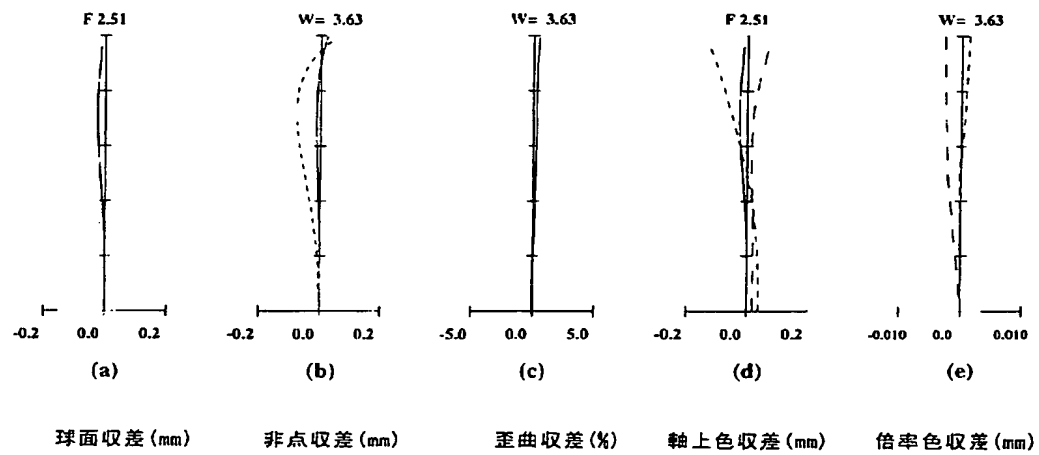 F 2.51 W= 3.63 W= 3.63 F 2.51 W= 3.63
-0.2 0.0 0.2 -0.2 0.0 0.2 -5.0 0.0 5.0 -0.2 0.0 0.2 -0.010 0.0 0.010
(a) (b) (c) (d) (e)
球面収差(mm) 非点収差(mm) 歪曲収差(%) 軸上色収差(mm) 倍率色収差(mm)